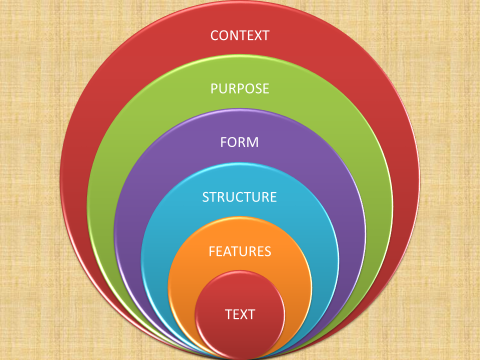 CONTEXT
PURPOSE
FORM
STRUCTURE
FEATURES
TEXT